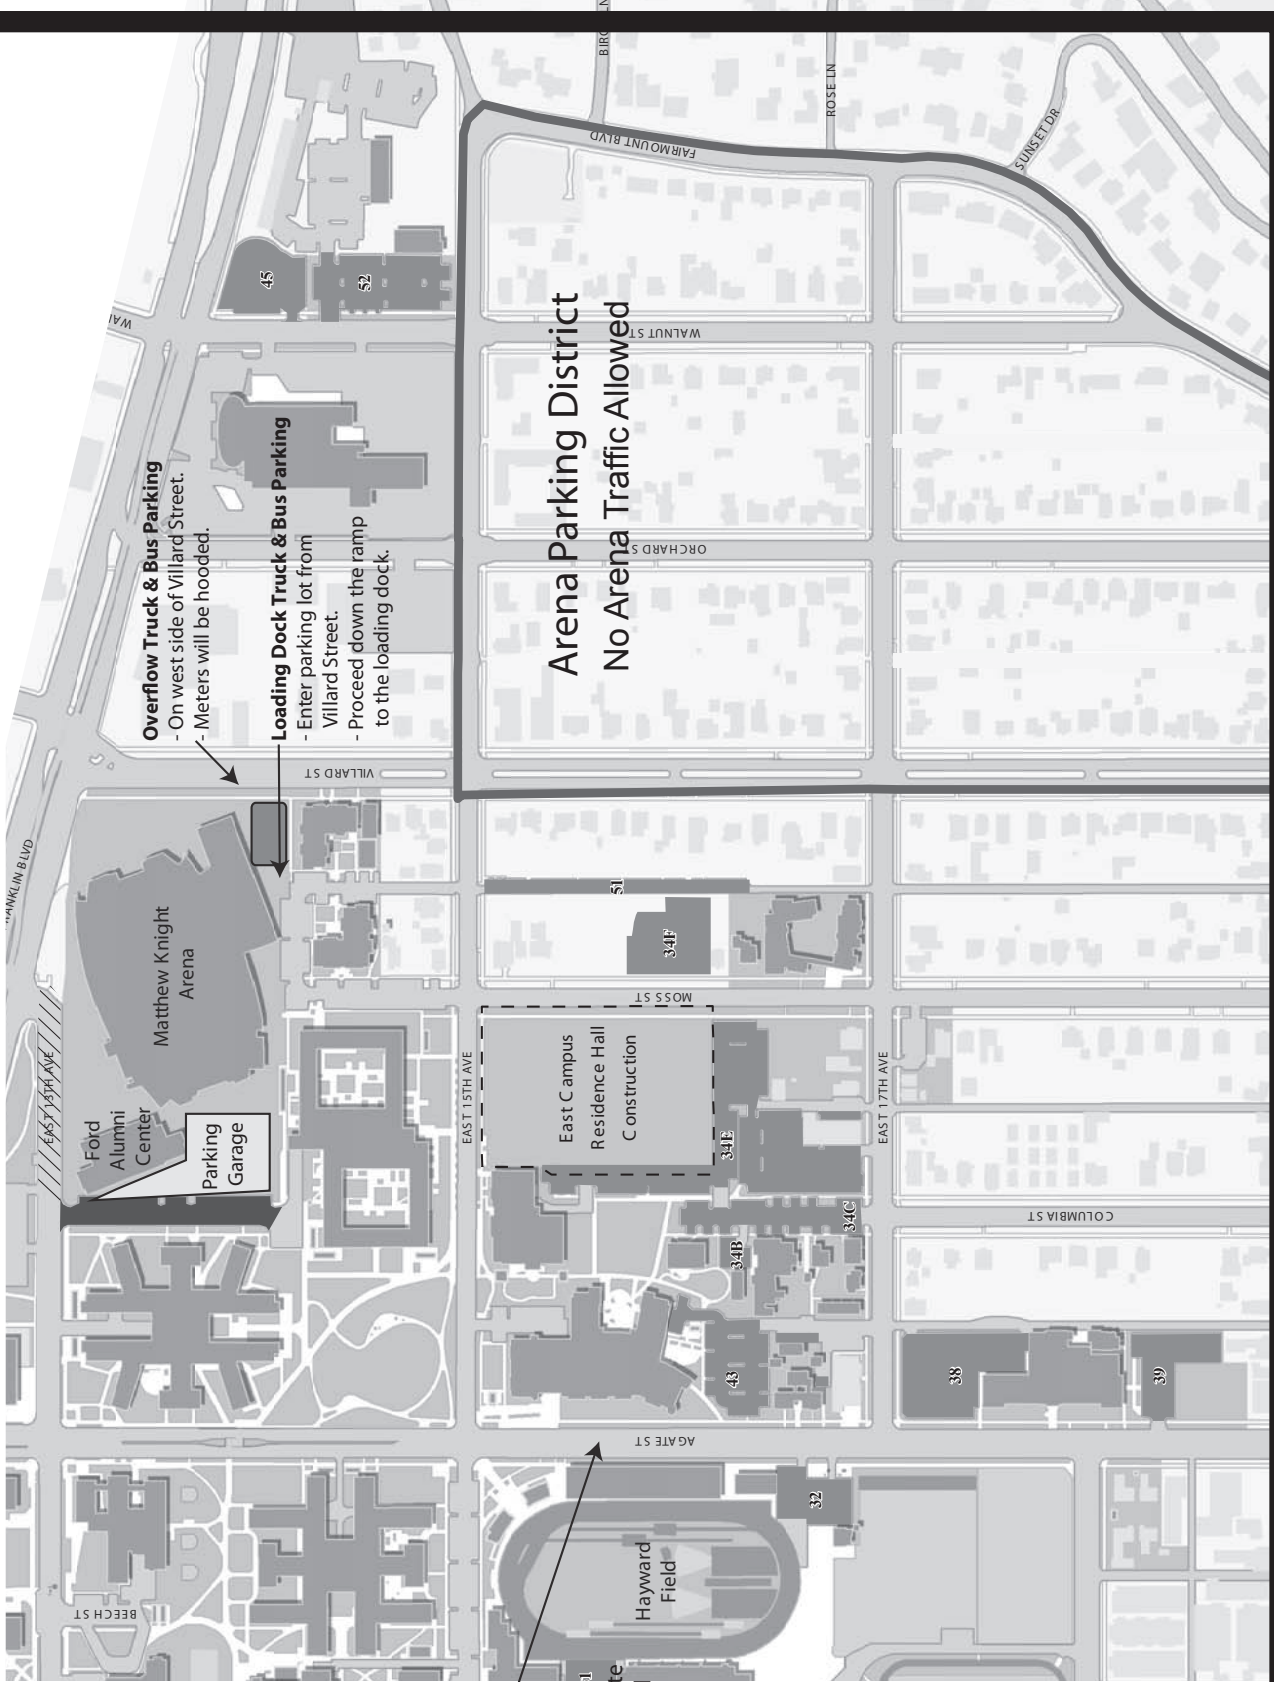 Overflow Truck & Bus Parking
- On west side of Villard Street.
- Meters will be hooded.
Loading Dock Truck & Bus Parking
- Enter parking lot from
Villard Street.
- Proceed down the ramp
to the loading dock.
Arena Parking District
No Arena Traffic Allowed
Matthew Knight
Arena
Ford
Alumni
Center
Parking
Garage
East Campus
Residence Hall
Construction
Hayward
Field
EAST 13TH AVE
EAST 15TH AVE
EAST 17TH AVE
VILLARD ST
WALNUT ST
ORCHARD ST
MOSS ST
COLUMBIA ST
AGATE ST
BEECH ST
FAIRMOUNT BLVD
ROSE LN
SUNSET DR
BLVD
45
52
51
34F
34E
34C
34B
43
38
39
32